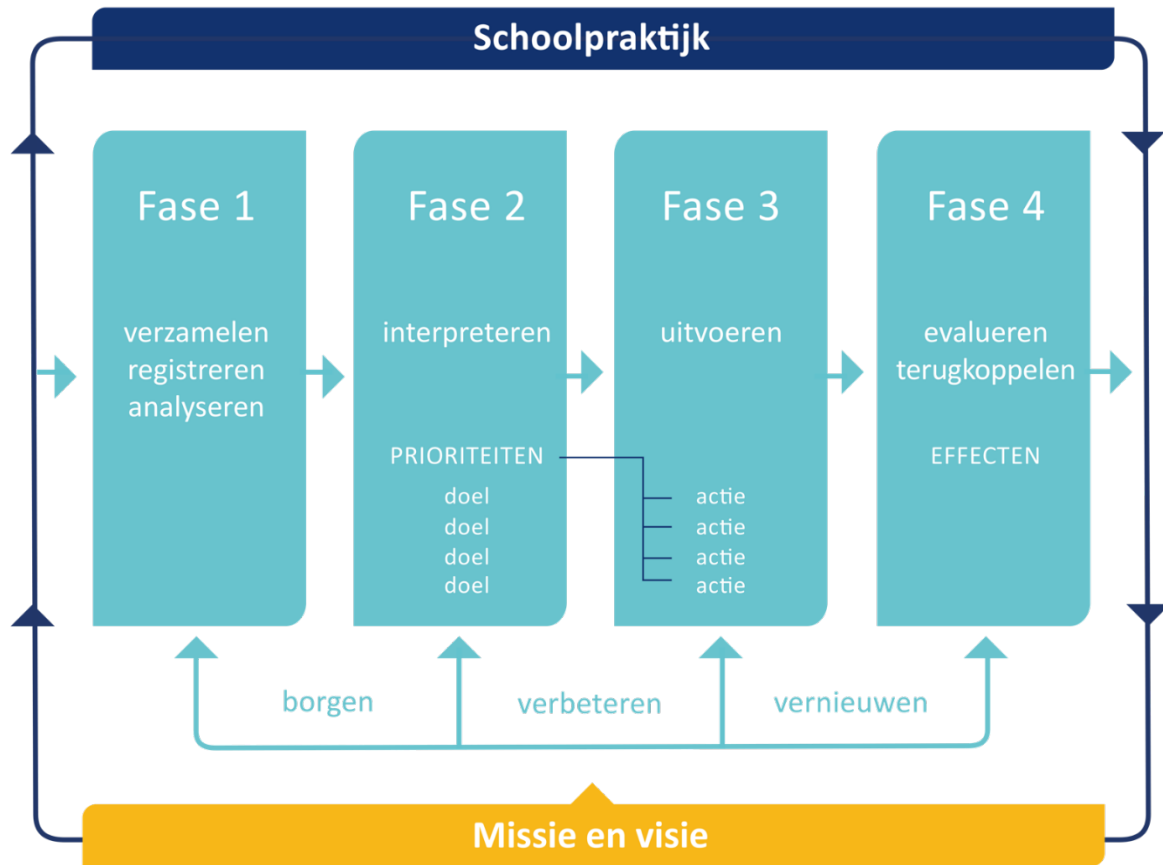 Schoolpraktijk
Fase 1
verzamelen
registreren
analyseren
Fase 2
interpreteren
PRIORITEITEN
doel
doel
doel
doel
Fase 3
uitvoeren
actie
actie
actie
actie
Fase 4
evalueren
terugkoppelen
EFFECTEN
borgen
verbeteren
vernieuwen
Missie en visie